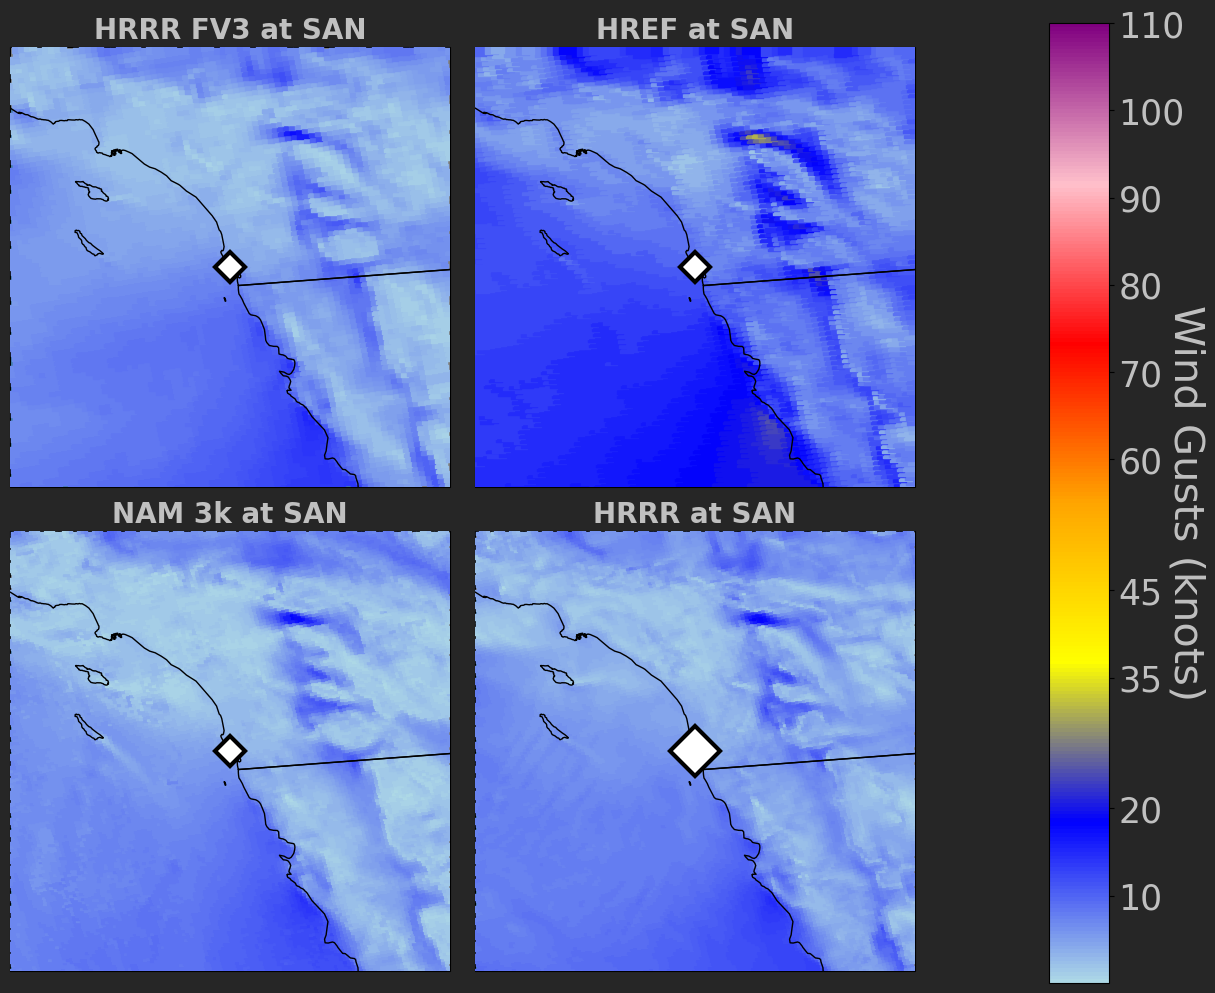 HRRR FV3 at SAN
HREF at SAN
NAM 3k at SAN
HRRR at SAN
110
100
90
80
70
60
45
35
20
10
Wind Gusts (knots)